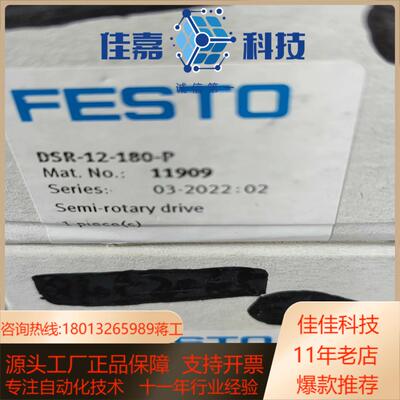 佳嘉 科技
诚信第一
FESTO
DSR-12-180-P
Mat. No.: 11909
Series: 03-2022:02
Semi-rotary drive
1 piece(s)
咨询热线:18013265989蒋工
佳佳科技
源头工厂正品保障 支持开票
11年老店
专注自动化技术 十一年行业经验
爆款推荐